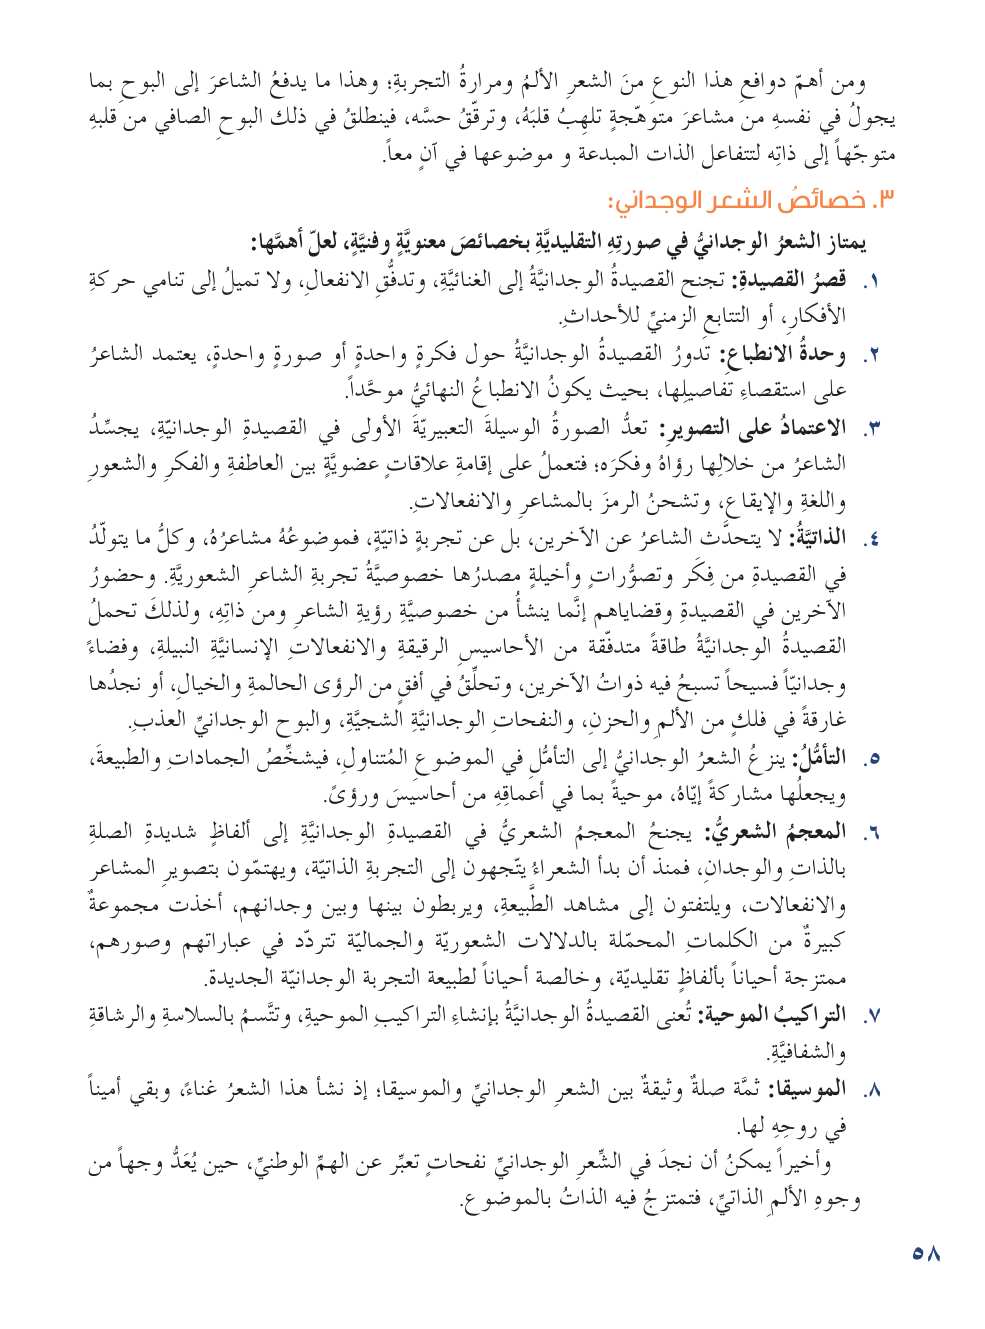 ومن أهمّ دوافعِ هذا النوعِ منَ الشعرِ الألمُ ومرارةُ التجربةِ؛ وهذا ما يدفعُ الشاعرَ إلى البوحِ بما
يجولُ في نفسهِ من مشاعرَ متوهّجةٍ تلهِبُ قلبَهُ، وترقّقُ حسَّه، فينطلقُ في ذلك البوحِ الصافي من قلبهِ
متوجّهاً إلى ذاتِه لتتفاعل الذات المبدعة و موضوعها في آنٍ معاً.
٣. خصائصُ الشعر الوجداني:
يمتاز الشعرُ الوجدانيُّ في صورتِهِ التقليديَّةِ بخصائصَ معنويَّةٍ وفنيَّةٍ، لعلّ أهمَّها:
١. قصرُ القصيدةِ: تجنح القصيدةُ الوجدانيَّةُ إلى الغنائيَّةِ، وتدفُّقِ الانفعالِ، ولا تميلُ إلى تنامي حركةِ
الأفكارِ، أو التتابعِ الزمنيِّ للأحداثِ.
٢. وحدةُ الانطباعِ: تدورُ القصيدةُ الوجدانيَّةُ حول فكرةٍ واحدةٍ أو صورةٍ واحدةٍ، يعتمد الشاعرُ
على استقصاءِ تفاصيلِها، بحيث يكونُ الانطباعُ النهائيُّ موحَّداً.
٣. الاعتمادُ على التصويرِ: تعدُّ الصورةُ الوسيلةَ التعبيريّةَ الأولى في القصيدةِ الوجدانيّةِ، يجسِّدُ
الشاعرُ من خلالِها رؤاهُ وفكرَه؛ فتعملُ على إقامةِ علاقاتٍ عضويَّةٍ بين العاطفةِ والفكرِ والشعورِ
واللغةِ والإيقاعِ، وتشحنُ الرمزَ بالمشاعرِ والانفعالاتِ.
٤. الذاتيَّةُ: لا يتحدَّث الشاعرُ عن الآخرين، بل عن تجربةٍ ذاتيّةٍ، فموضوعُهُ مشاعرُهُ، وكلُّ ما يتولّدُ
في القصيدةِ من فِكَر وتصوُّراتٍ وأخيلةٍ مصدرُها خصوصيَّةُ تجربةِ الشاعرِ الشعوريَّةِ. وحضورُ
الآخرين في القصيدةِ وقضاياهم إنَّما ينشأُ من خصوصيَّةِ رؤيةِ الشاعرِ ومن ذاتِهِ، ولذلكَ تحملُ
القصيدةُ الوجدانيَّةُ طاقةً متدفّقة من الأحاسيسِ الرقيقةِ والانفعالاتِ الإنسانيَّةِ النبيلةِ، وفضاءً
وجدانيّاً فسيحاً تسبحُ فيه ذواتُ الآخرين، وتحلِّقُ في أفقٍ من الرؤى الحالمةِ والخيالِ، أو نجدُها
غارقةً في فلكٍ من الألمِ والحزنِ، والنفحاتِ الوجدانيَّةِ الشجيَّةِ، والبوح الوجدانيِّ العذبِ.
٥. التأمُّلُ: ينزعُ الشعرُ الوجدانيُّ إلى التأمُّلِ في الموضوعِ المُتناولِ، فيشخِّصُ الجماداتِ والطبيعةَ،
ويجعلُها مشاركةً إيّاهُ، موحيةً بما في أعماقِهِ من أحاسيسَ ورؤىً.
٦. المعجمُ الشعريُّ: يجنحُ المعجمُ الشعريُّ في القصيدةِ الوجدانيَّةِ إلى ألفاظٍ شديدةِ الصلةِ
بالذاتِ والوجدانِ، فمنذ أن بدأ الشعراءُ يتّجهون إلى التجربةِ الذاتيّة، ويهتمّون بتصويرِ المشاعر
والانفعالات، ويلتفتون إلى مشاهد الطَّبيعةِ، ويربطون بينها وبين وجدانهم، أخذت مجموعةٌ
كبيرةٌ من الكلماتِ المحمّلة بالدلالات الشعوريّة والجماليّة تتردّد في عباراتهم وصورهم،
ممتزجة أحياناً بألفاظٍ تقليديّة، وخالصة أحياناً لطبيعة التجربة الوجدانيّة الجديدة.
٧. التراكيبُ الموحية: تُعنى القصيدةُ الوجدانيَّةُ بإنشاءِ التراكيبِ الموحيةِ، وتتَّسمُ بالسلاسةِ والرشاقةِ
والشفافيَّةِ.
٨. الموسيقا: ثمَّة صلةٌ وثيقةٌ بين الشعرِ الوجدانيِّ والموسيقا؛ إذ نشأ هذا الشعرُ غناءً، وبقي أميناً
في روحِهِ لها.
وأخيراً يمكنُ أن نجدَ في الشّعرِ الوجدانيِّ نفحاتٍ تعبِّر عن الهمِّ الوطنيِّ، حين يُعَدُّ وجهاً من
وجوهِ الألمِ الذاتيِّ، فتمتزجُ فيه الذاتُ بالموضوع.
٥٨